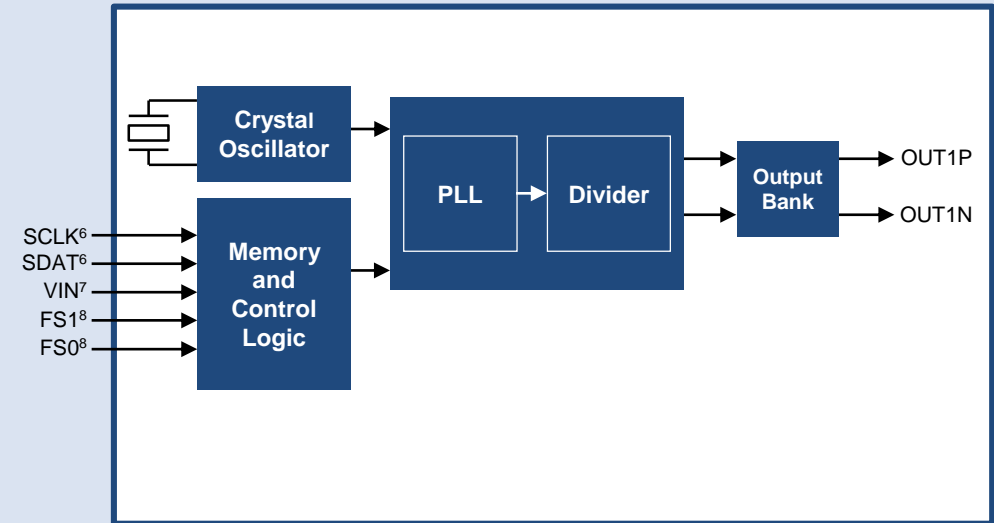 Crystal
Oscillator
PLL
Divider
Output
Bank
OUT1P
OUT1N
SCLK⁶
SDAT⁶
VIN⁷
FS1⁸
FS0⁸
Memory
and
Control
Logic